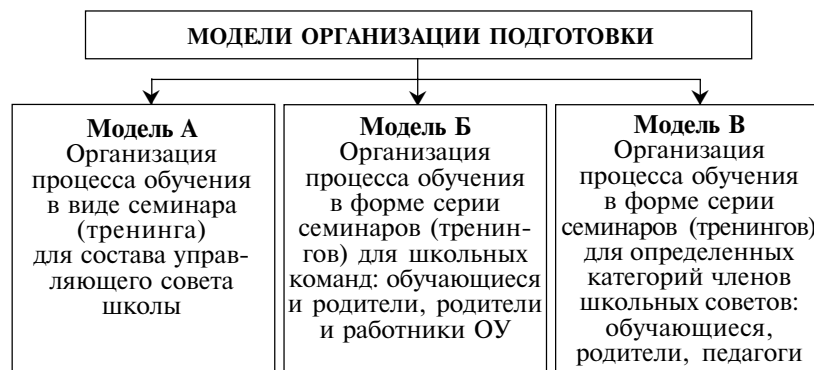 МОДЕЛИ ОРГАНИЗАЦИИ ПОДГОТОВКИ
Модель А
Организация
процесса обучения
в виде семинара
(тренинга)
для состава управ-
ляющего совета
школы
Модель Б
Организация
процесса обучения
в форме серии
семинаров (тренин-
гов) для школьных
команд: обучающиеся
и родители, родители
и работники ОУ
Модель В
Организация
процесса обучения
в форме серии
семинаров (тренингов)
для определенных
категорий членов
школьных советов:
обучающиеся,
родители, педагоги